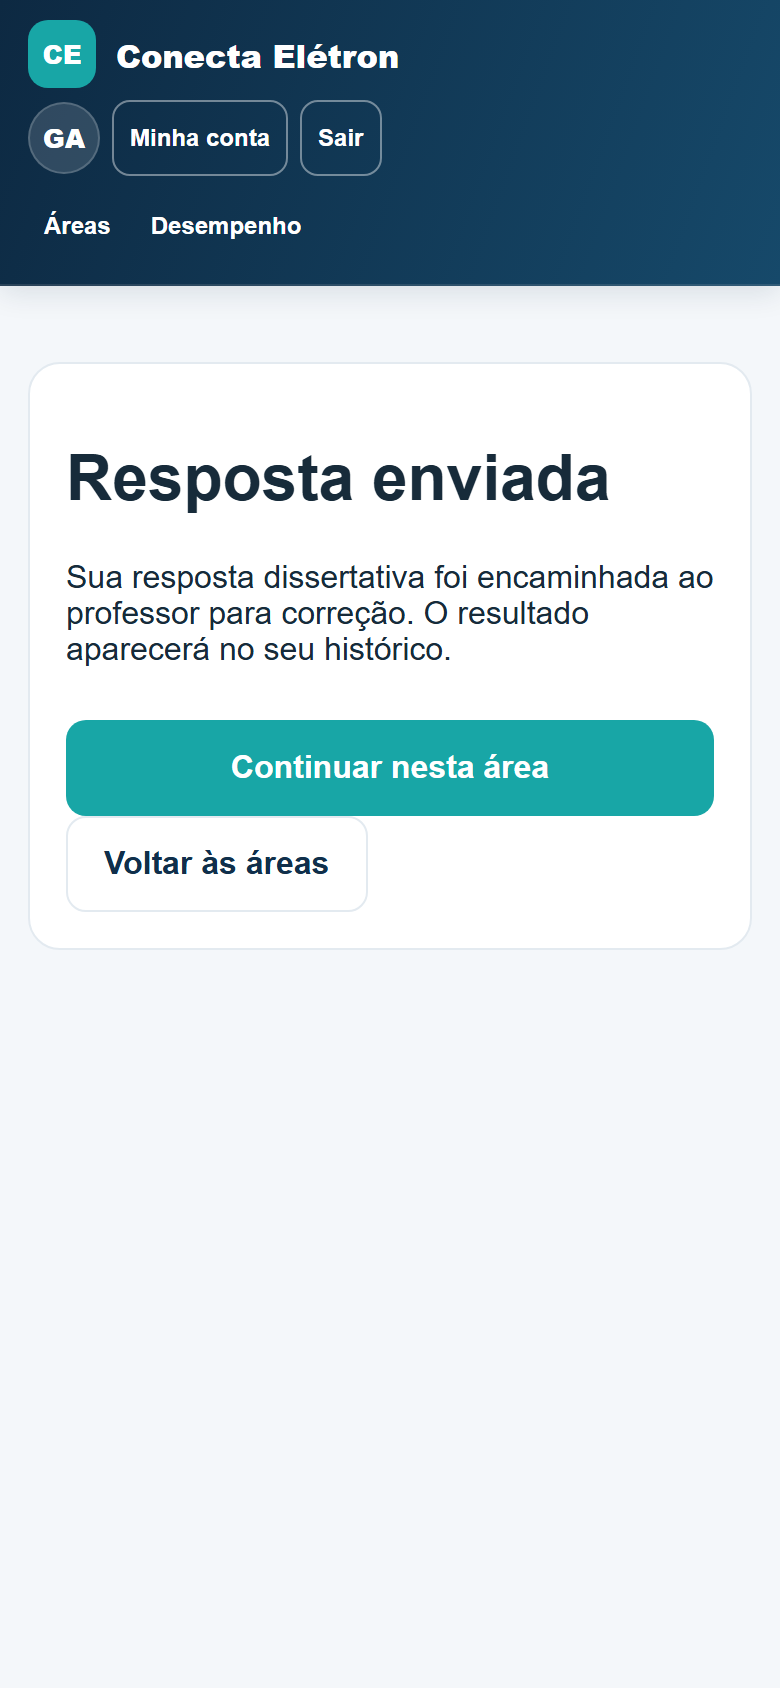 CE Conecta Elétron
GA Minha conta Sair
Áreas Desempenho
Resposta enviada
Sua resposta dissertativa foi encaminhada ao
professor para correção. O resultado
aparecerá no seu histórico.
Continuar nesta área
Voltar às áreas